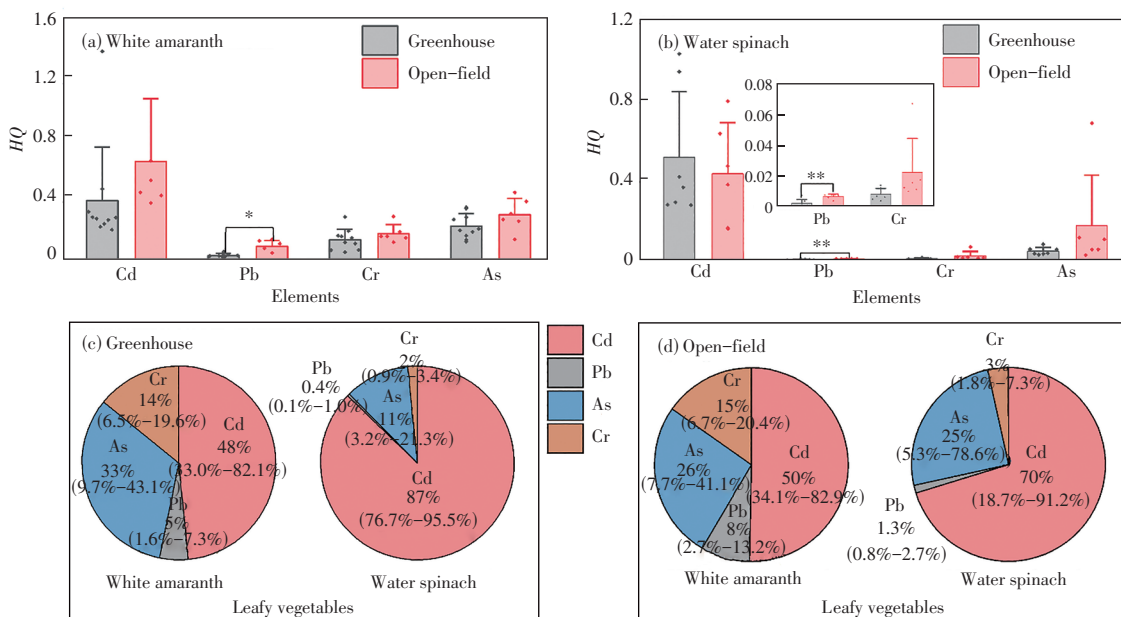 1.6
1.2
0.8
0.4
0
HQ
(a) White amaranth
Greenhouse
Open-field
*
Cd
Pb
Cr
As
Elements
1.2
0.8
0.4
0
HQ
(b) Water spinach
Greenhouse
Open-field
0.08
0.06
0.04
0.02
0
**
Pb
Cr
**
Cd
Pb
Cr
As
Elements
(c) Greenhouse
Cr
14%
(6.5%-19.6%)
Cd
48%
(33.0%-82.1%)
As
33%
(9.7%-43.1%)
Pb
5%
(1.6%-7.3%)
White amaranth
Cr
2%
(0.9%-3.4%)
Pb
0.4%
(0.1%-1.0%)
As
11%
(3.2%-21.3%)
Cd
87%
(76.7%-95.5%)
Water spinach
Leafy vegetables
Cd
Pb
As
Cr
(d) Open-field
Cr
15%
(6.7%-20.4%)
As
26%
(7.7%-41.1%)
Cd
50%
(34.1%-82.9%)
Pb
8%
(2.7%-13.2%)
White amaranth
Cr
3%
(1.8%-7.3%)
As
25%
(5.3%-78.6%)
Cd
70%
(18.7%-91.2%)
Pb
1.3%
(0.8%-2.7%)
Water spinach
Leafy vegetables